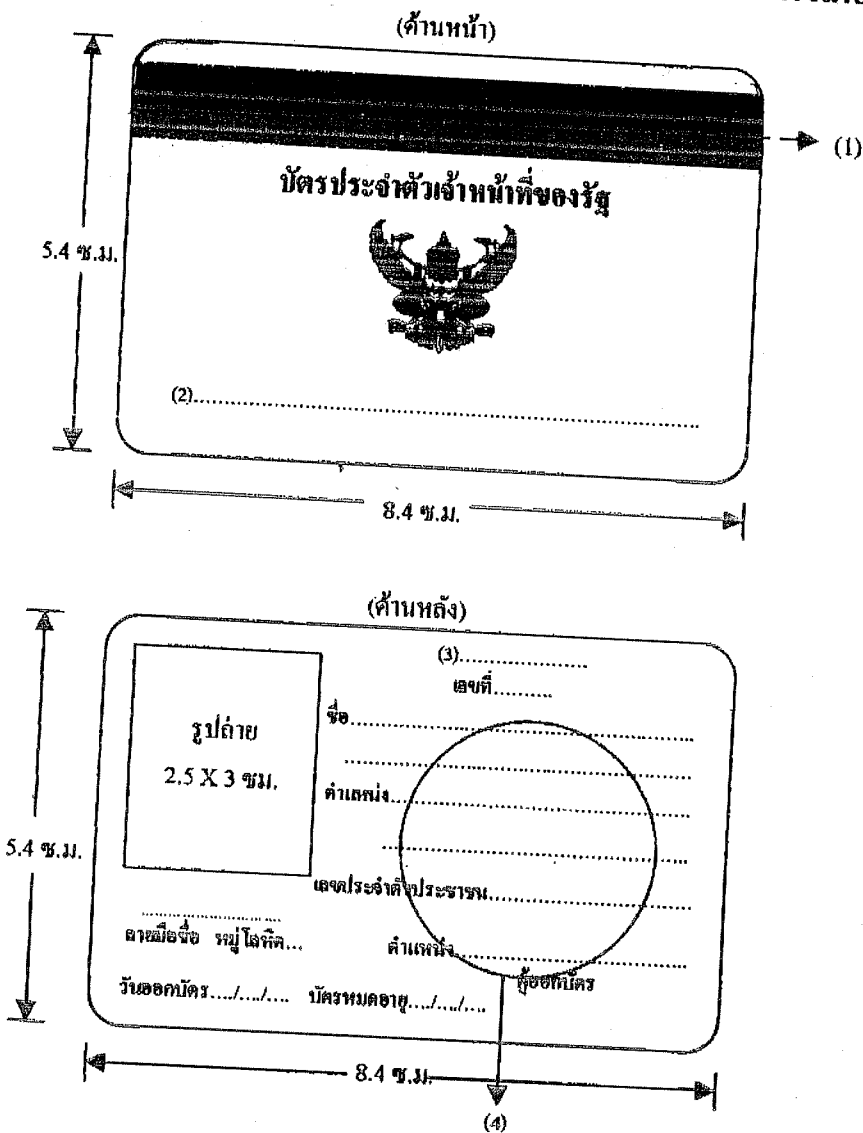 (ด้านหน้า)
(1)
บัตรประจำตัวเจ้าหน้าที่ของรัฐ
5.4 ซ.ม.
(2)........................................................
8.4 ซ.ม.
(ด้านหลัง)
(3)....................
เลขที่..........
รูปถ่าย
2.5 X 3 ซม.
ชื่อ........................................................
........................................................
ตำแหน่ง................................................
................................................
5.4 ซ.ม.
เลขประจำตัวประชาชน................................
........................
ลายมือชื่อ หมู่โลหิต...
ตำแหน่ง................................
ผู้ออกบัตร
วันออกบัตร..../..../.... บัตรหมดอายุ..../..../....
8.4 ซ.ม.
(4)